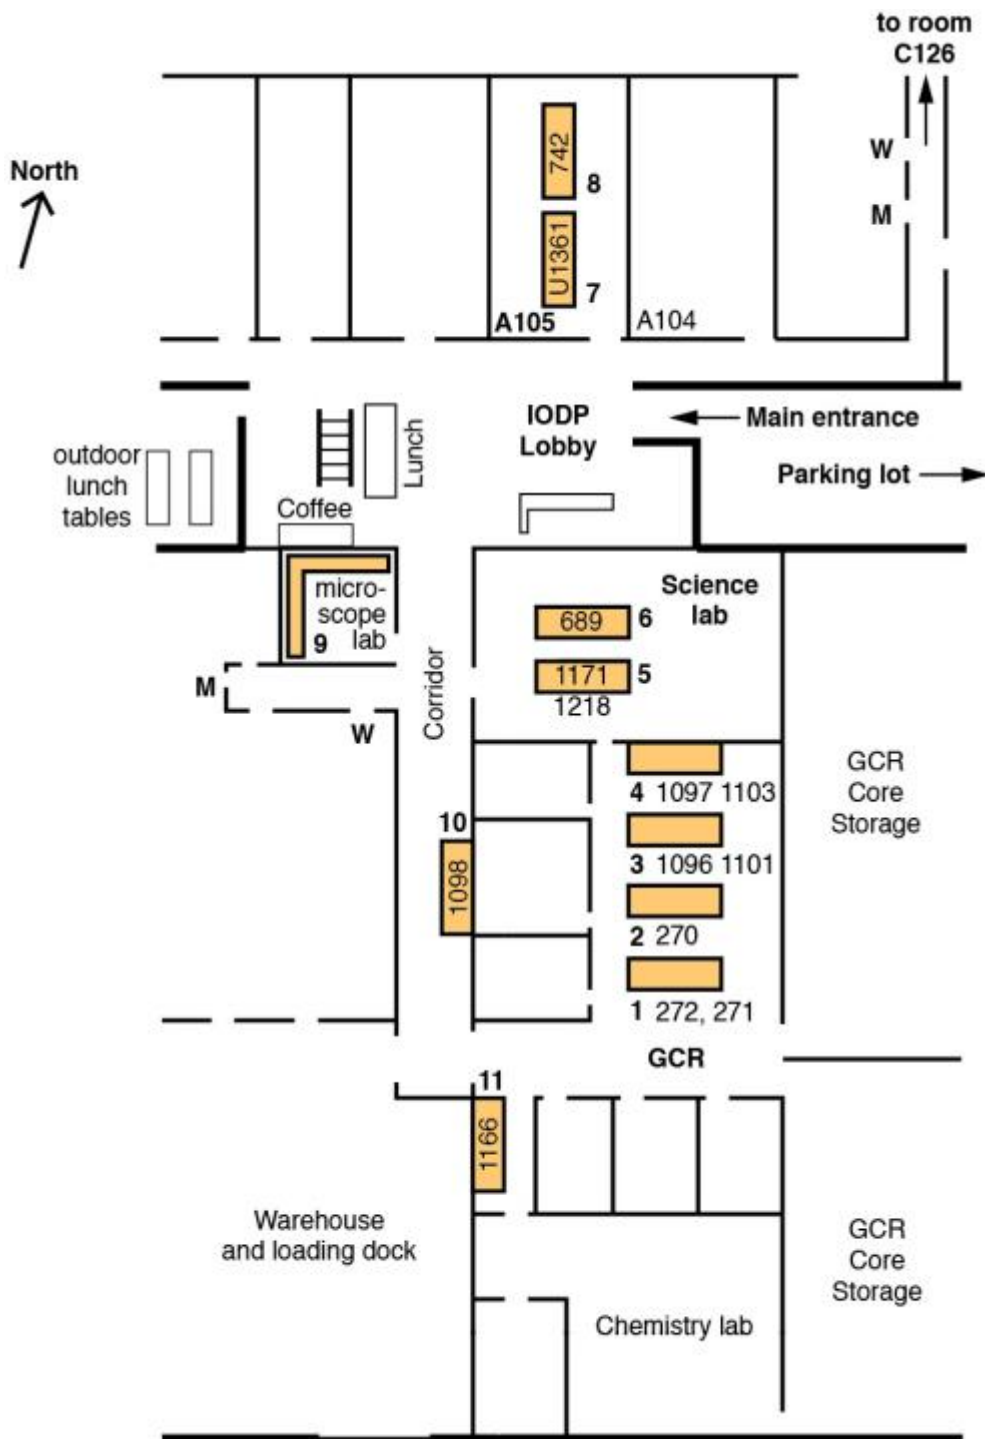 to room
C126
North
W
M
742
8
U1361
7
A105
A104
IODP
Lobby
Main entrance
Parking lot
outdoor
lunch
tables
Lunch
Coffee
micro-
scope
lab
9
Science
lab
689
6
1171
5
1218
M
W
Corridor
4 1097 1103
3 1096 1101
2 270
1 272, 271
10
1098
GCR
Core
Storage
GCR
11
1166
Warehouse
and loading dock
Chemistry lab
GCR
Core
Storage